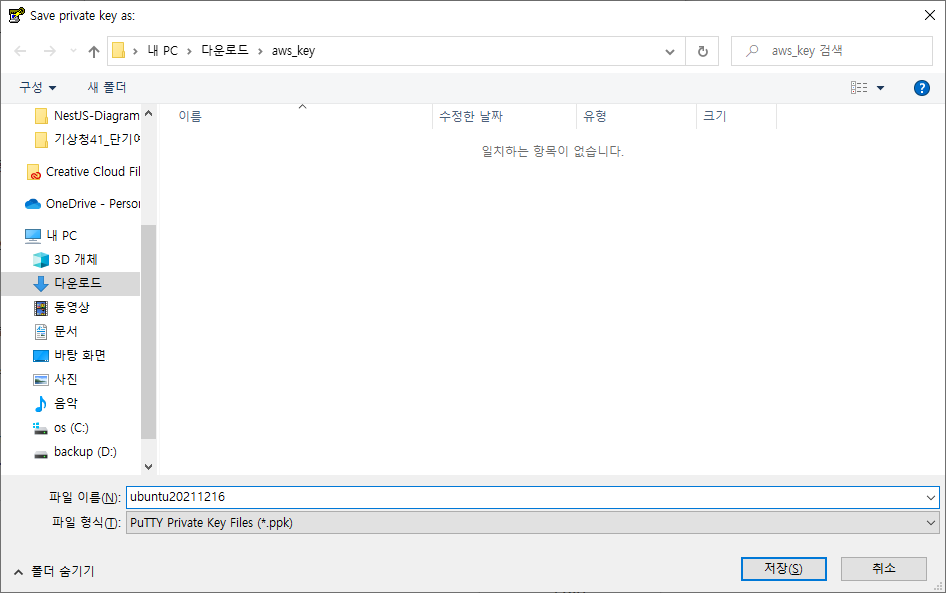 Save private key as:
내 PC > 다운로드 > aws_key
aws_key 검색
구성
새 폴더
이름
수정한 날짜
유형
크기
일치하는 항목이 없습니다.
NestJS-Diagram
기상청41_단기예
Creative Cloud Fil
OneDrive - Person
내 PC
3D 개체
다운로드
동영상
문서
바탕 화면
사진
음악
os (C:)
backup (D:)
파일 이름(N):
ubuntu20211216
파일 형식(T):
PuTTY Private Key Files (*.ppk)
폴더 숨기기
저장(S)
취소